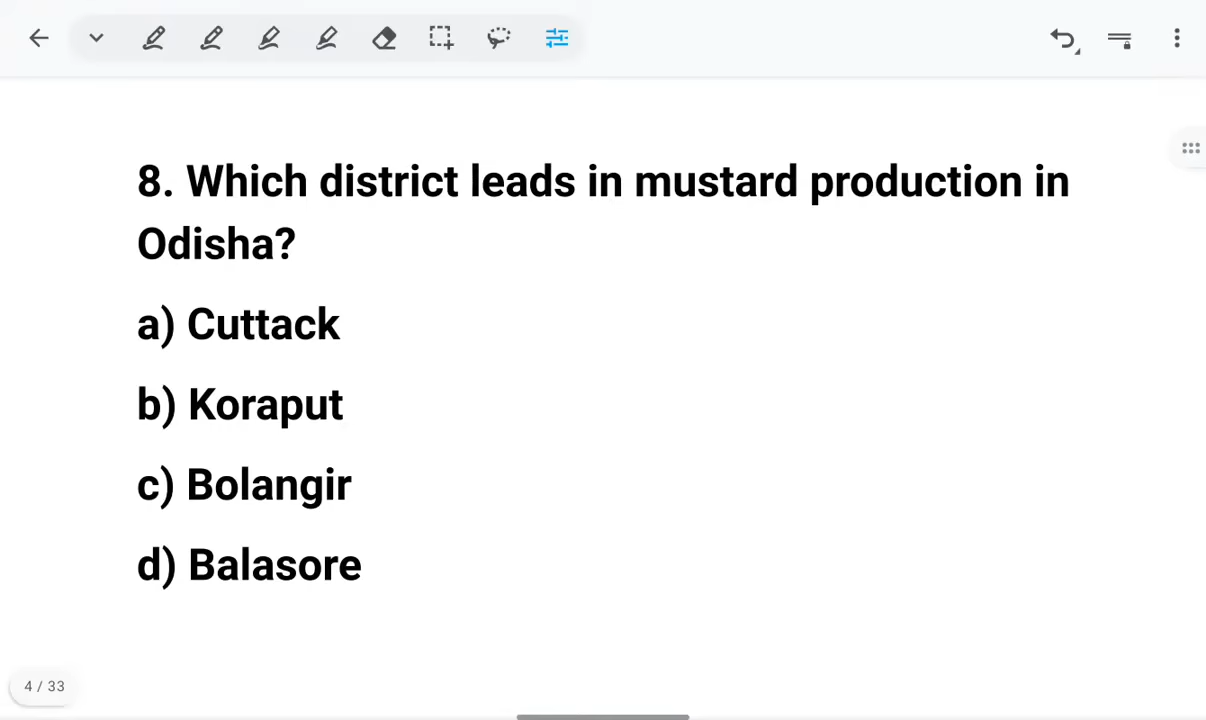 8. Which district leads in mustard production in
Odisha?
a) Cuttack
b) Koraput
c) Bolangir
d) Balasore
4 / 33